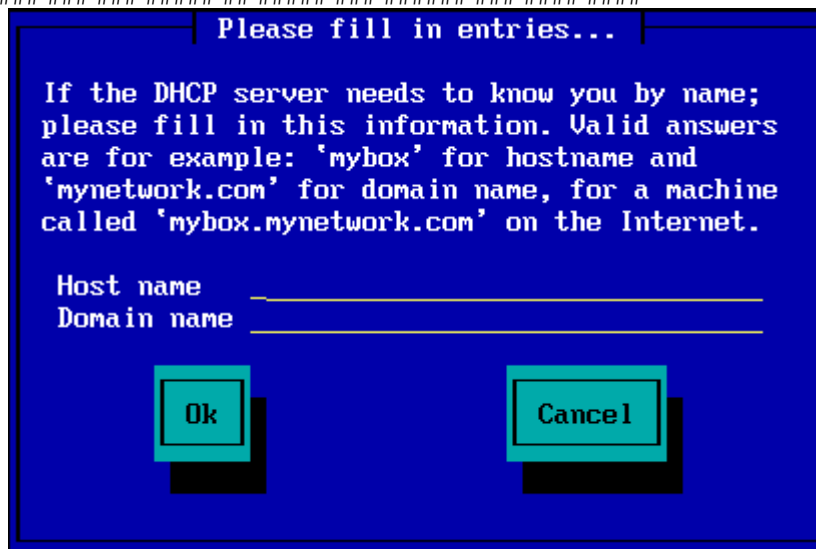 Please fill in entries...
If the DHCP server needs to know you by name;
please fill in this information. Valid answers
are for example: ‛mybox’ for hostname and
‛mynetwork.com’ for domain name, for a machine
called ‛mybox.mynetwork.com’ on the Internet.
Host name
Domain name
Ok Cancel